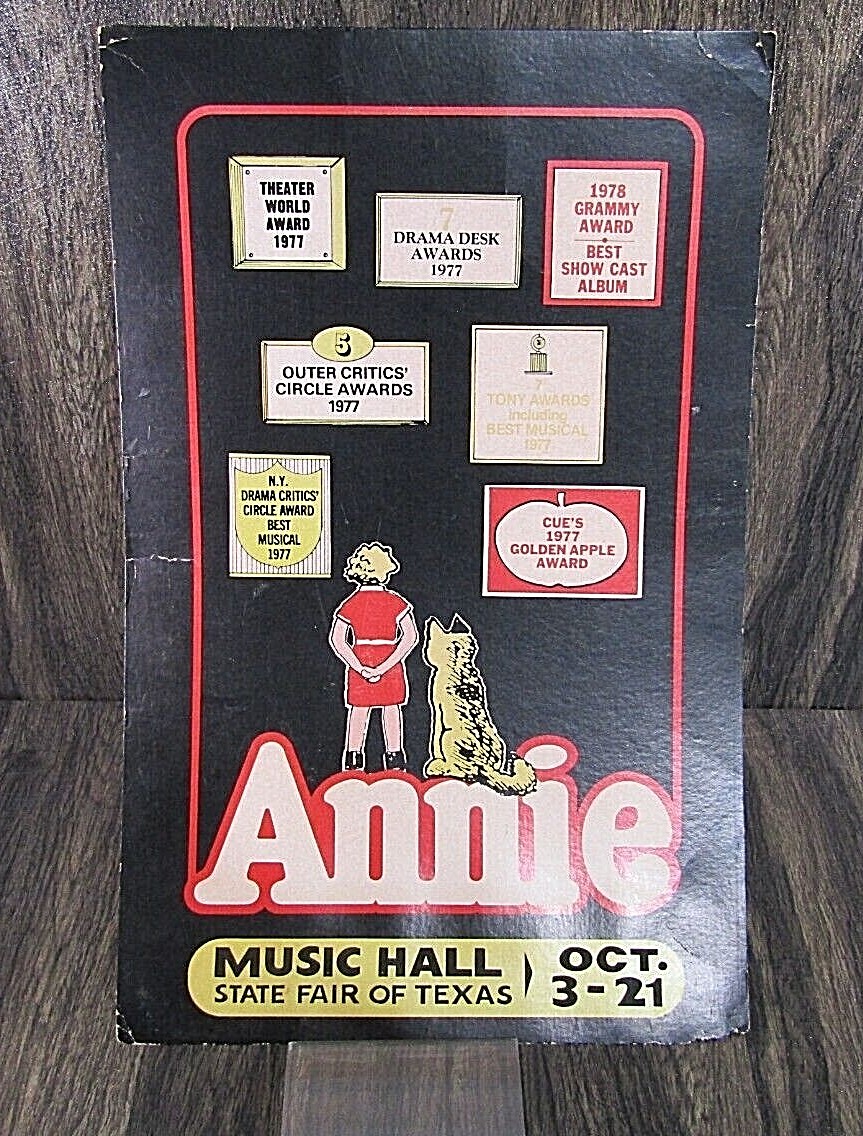 THEATER
WORLD
AWARD
1977
7
DRAMA DESK
AWARDS
1977
1978
GRAMMY
AWARD
BEST
SHOW CAST
ALBUM
5
OUTER CRITICS'
CIRCLE AWARDS
1977
7
TONY AWARDS
including
BEST MUSICAL
1977
N.Y.
DRAMA CRITICS'
CIRCLE AWARD
BEST
MUSICAL
1977
CUE'S
1977
GOLDEN APPLE
AWARD
Annie
MUSIC HALL
STATE FAIR OF TEXAS
OCT.
3-21